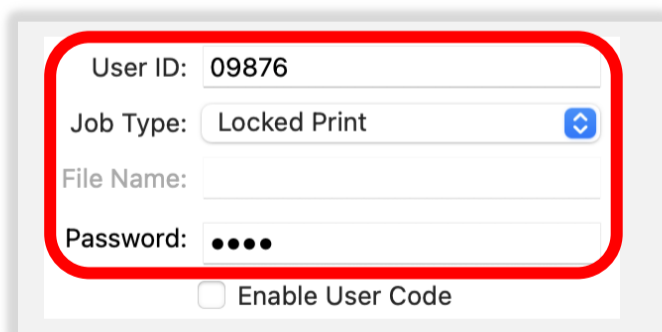 User ID: 09876
Job Type: Locked Print
File Name:
Password: ••••
Enable User Code